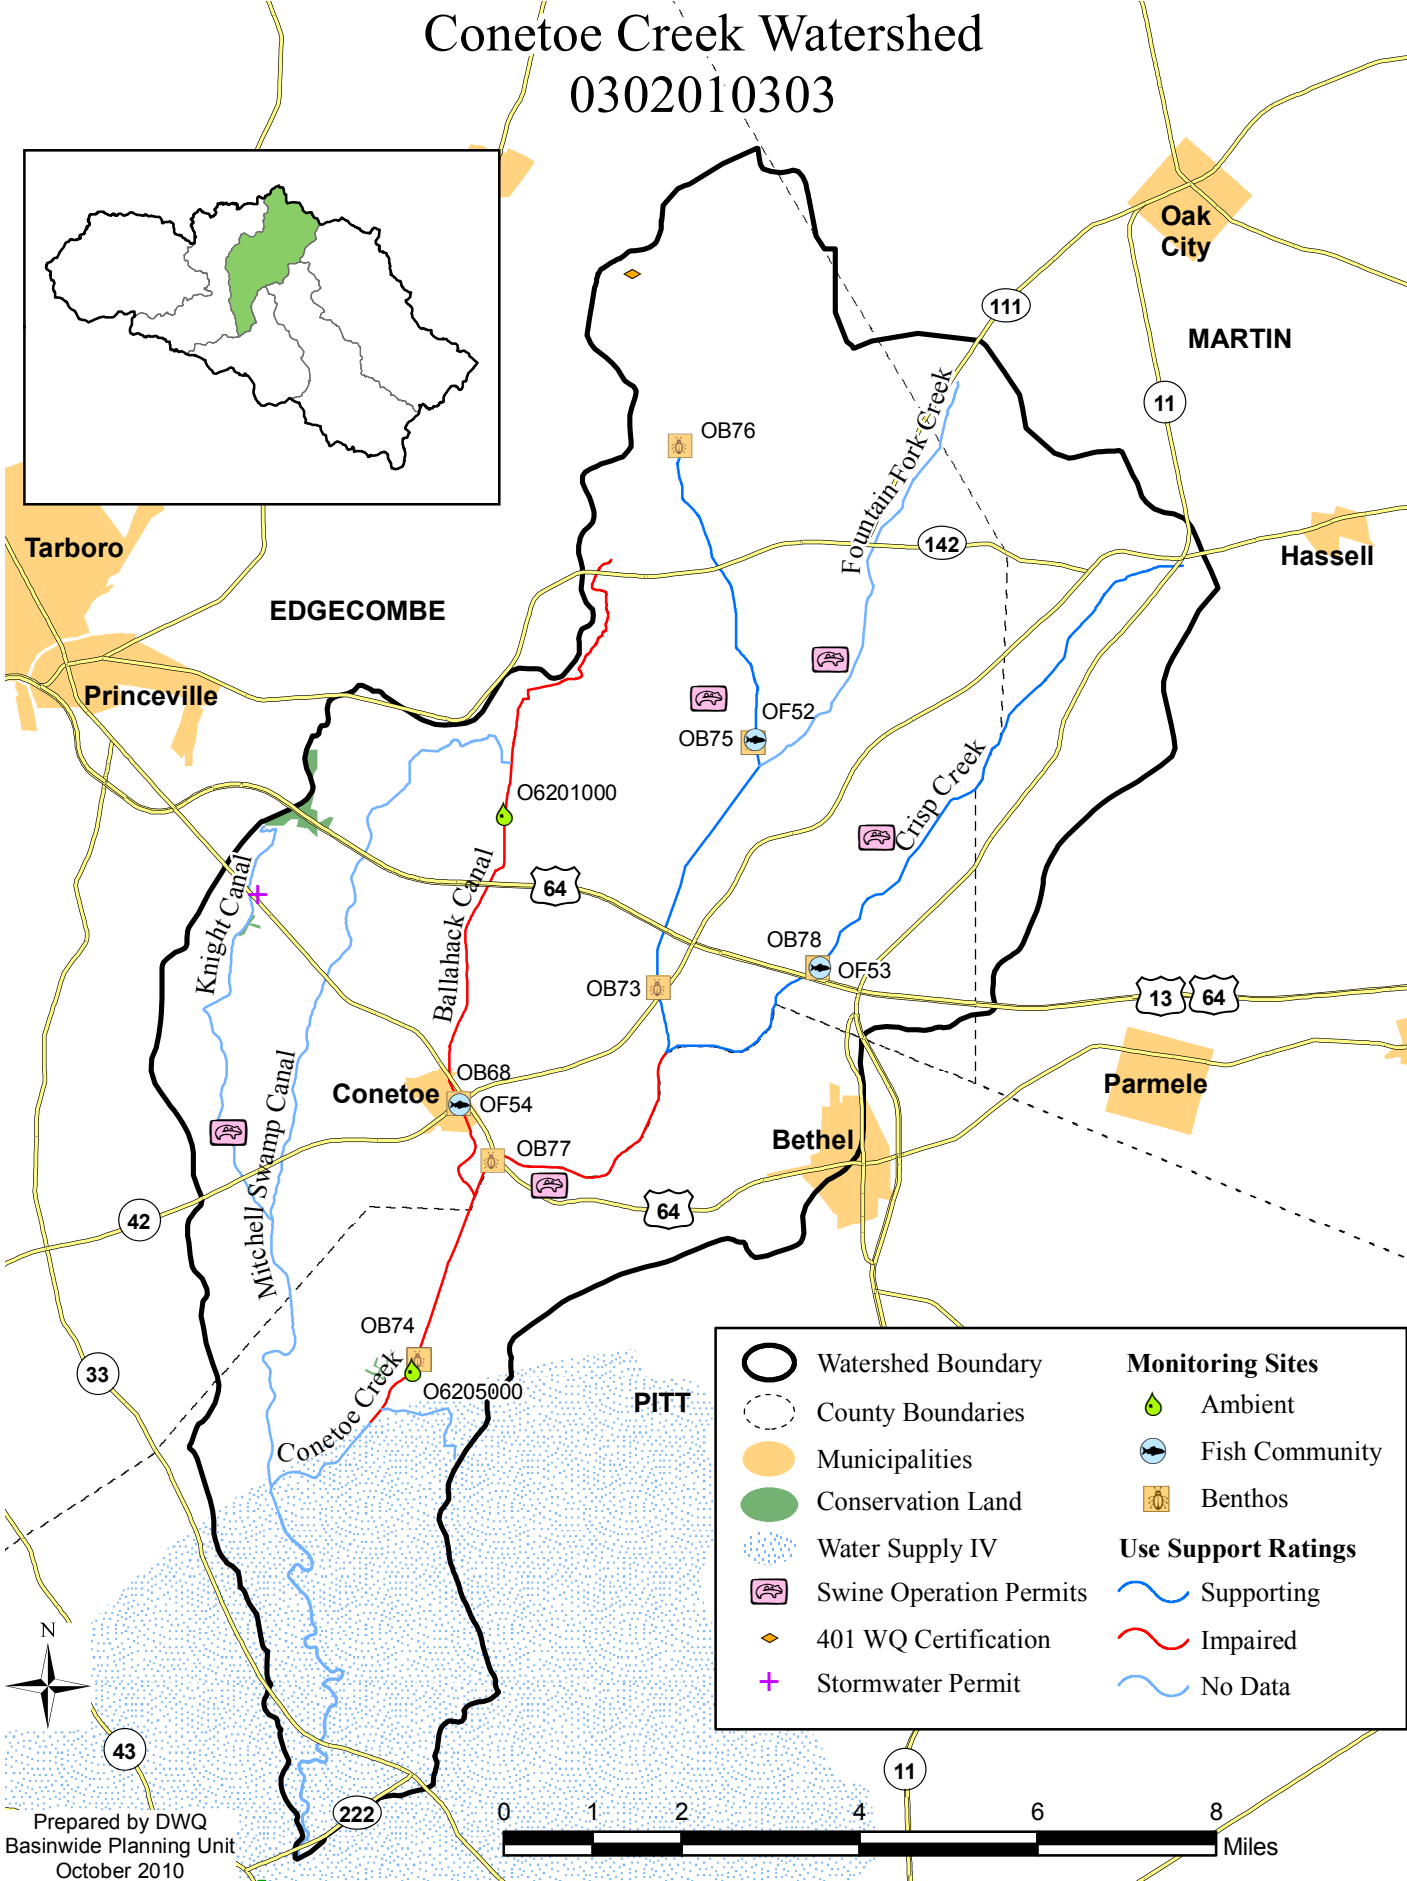 Conetoe Creek Watershed
0302010303
Oak
City
111
MARTIN
11
OB76
Fountain Fork Creek
Tarboro
142
Hassell
EDGECOMBE
Princeville
OF52
OB75
Crisp Creek
O6201000
Ballahack Canal
64
Knight Canal
OB78
OF53
OB73
13
64
OB68
Conetoe
OF54
Parmele
Bethel
OB77
Mitchell Swamp Canal
42
64
OB74
33
Conetoe Creek
O6205000
PITT
Watershed Boundary
County Boundaries
Municipalities
Conservation Land
Water Supply IV
Swine Operation Permits
401 WQ Certification
Stormwater Permit
Monitoring Sites
Ambient
Fish Community
Benthos
Use Support Ratings
Supporting
Impaired
No Data
N
43
11
222
0 1 2 4 6 8
Miles
Prepared by DWQ
Basinwide Planning Unit
October 2010